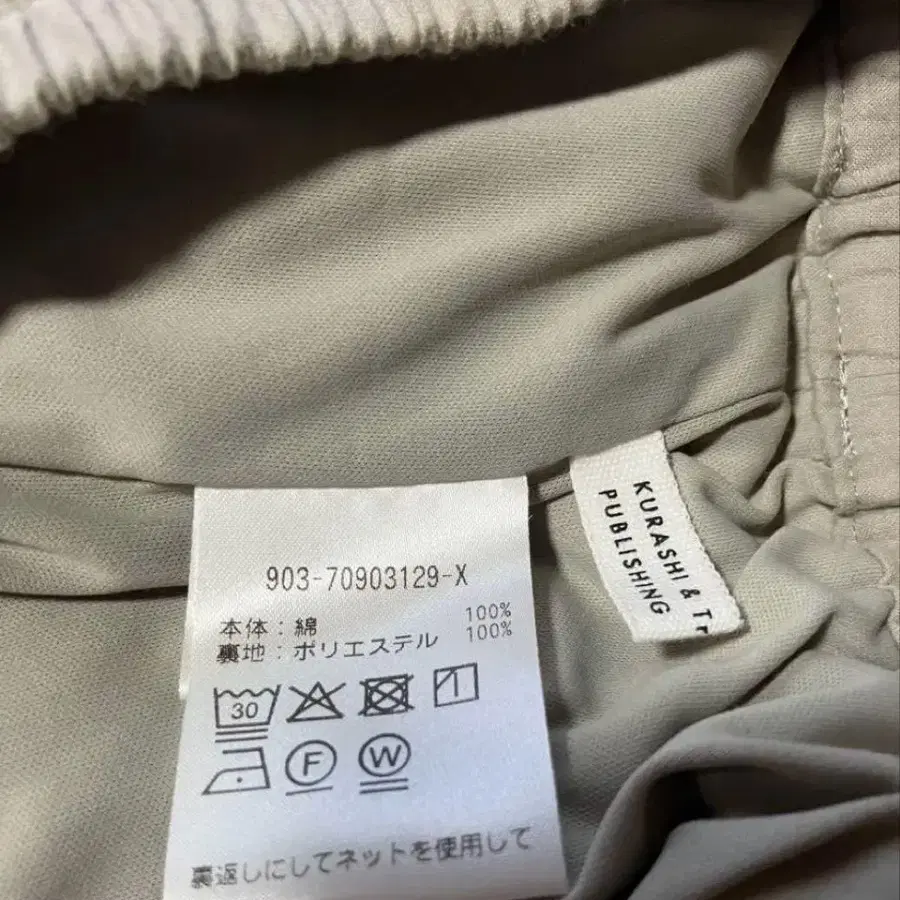 903-70903129-X
本体：綿 100%
裏地：ポリエステル 100%
30
F W
裏返しにしてネットを使用して
KURASHI & Tr
PUBLISHING